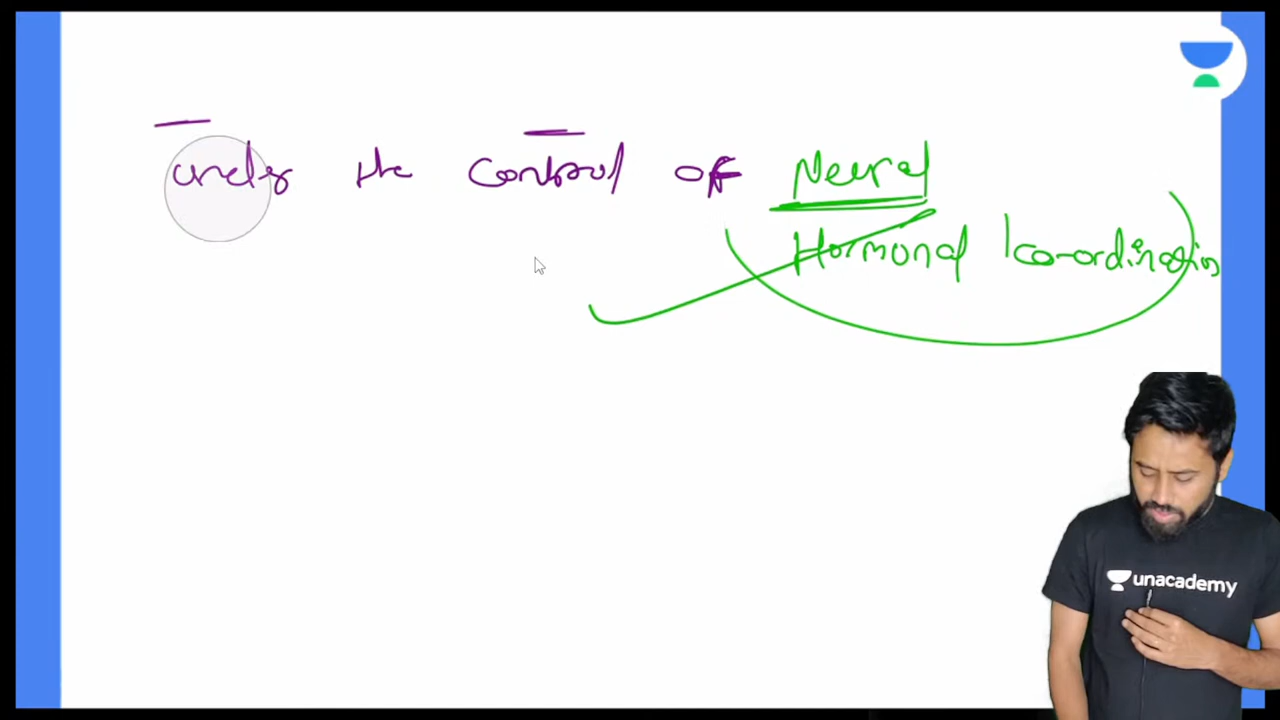 under the control of Neural
Hormonal co-ordination
unacademy